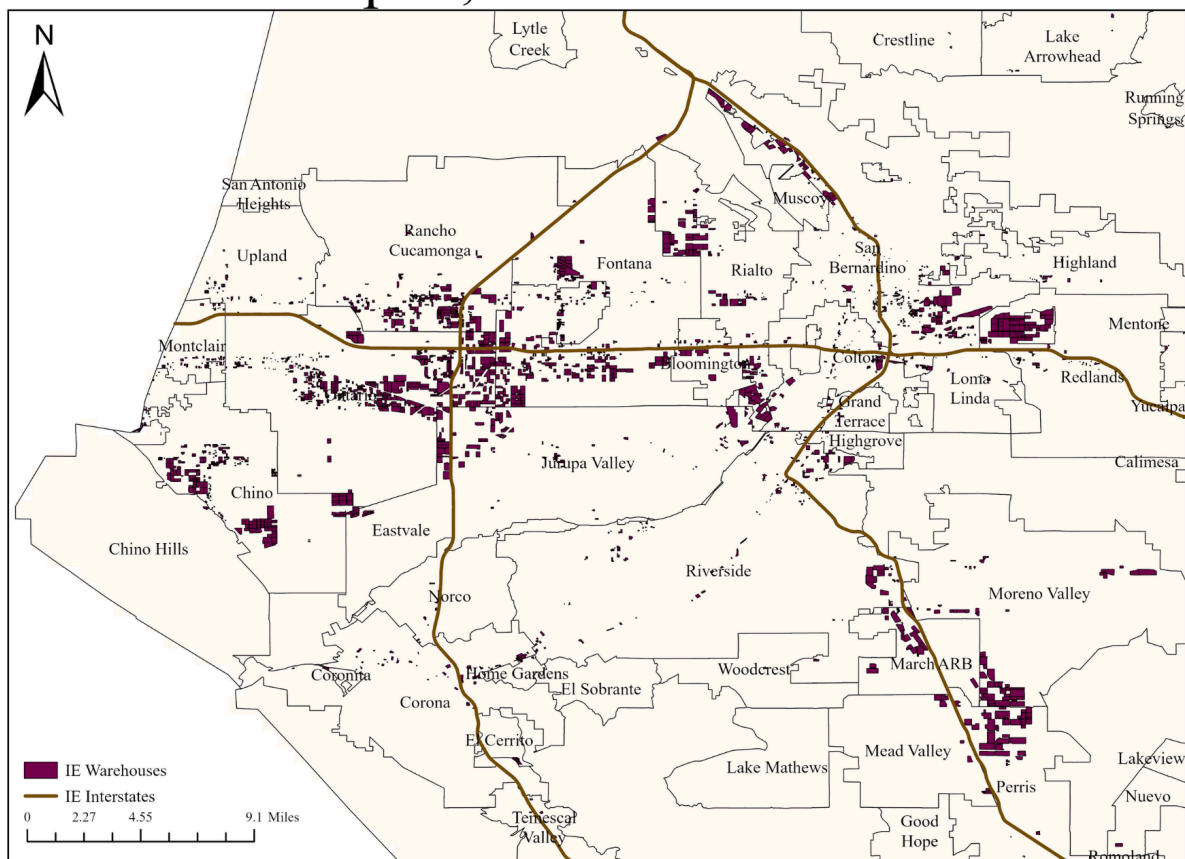 N
Lytle
Creek
Crestline
Lake
Arrowhead
Running
Springs
San Antonio
Heights
Muscoy
Rancho
Cucamonga
Upland
San
Bernardino
Fontana
Rialto
Highland
Montclair
Mentone
Bloomington
Colton
Loma
Linda
Redlands
Ontario
Grand
Terrace
Highgrove
Yucaipa
Jurupa Valley
Calimesa
Chino
Eastvale
Chino Hills
Riverside
Norco
Moreno Valley
Coronita
Home Gardens
Woodcrest
March ARB
El Sobrante
Corona
El Cerrito
Mead Valley
Lake Mathews
Lakeview
Perris
Nuevo
Temescal
Valley
Good
Hope
Romoland
IE Warehouses
IE Interstates
0 2.27 4.55 9.1 Miles